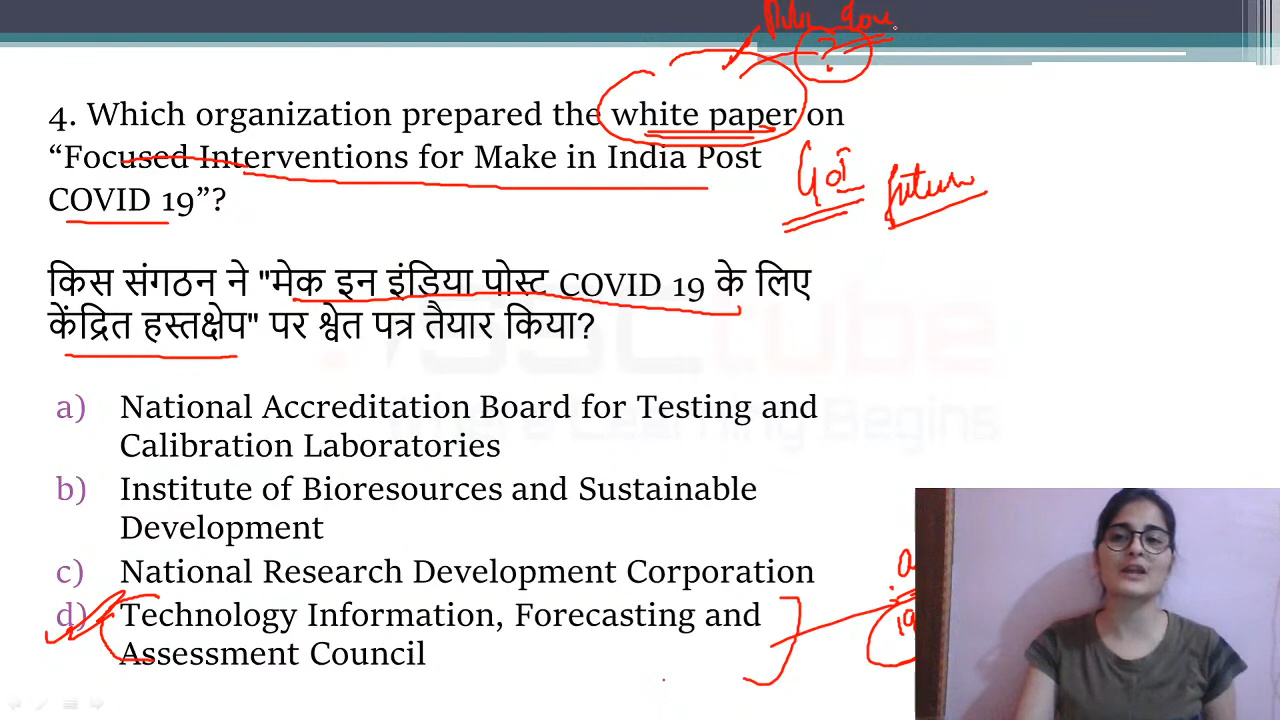 4. Which organization prepared the white paper on
“Focused Interventions for Make in India Post
COVID 19”?
GoI
future
किस संगठन ने "मेक इन इंडिया पोस्ट COVID 19 के लिए
केंद्रित हस्तक्षेप" पर श्वेत पत्र तैयार किया?
a) National Accreditation Board for Testing and
Calibration Laboratories
b) Institute of Bioresources and Sustainable
Development
c) National Research Development Corporation
d) Technology Information, Forecasting and
Assessment Council